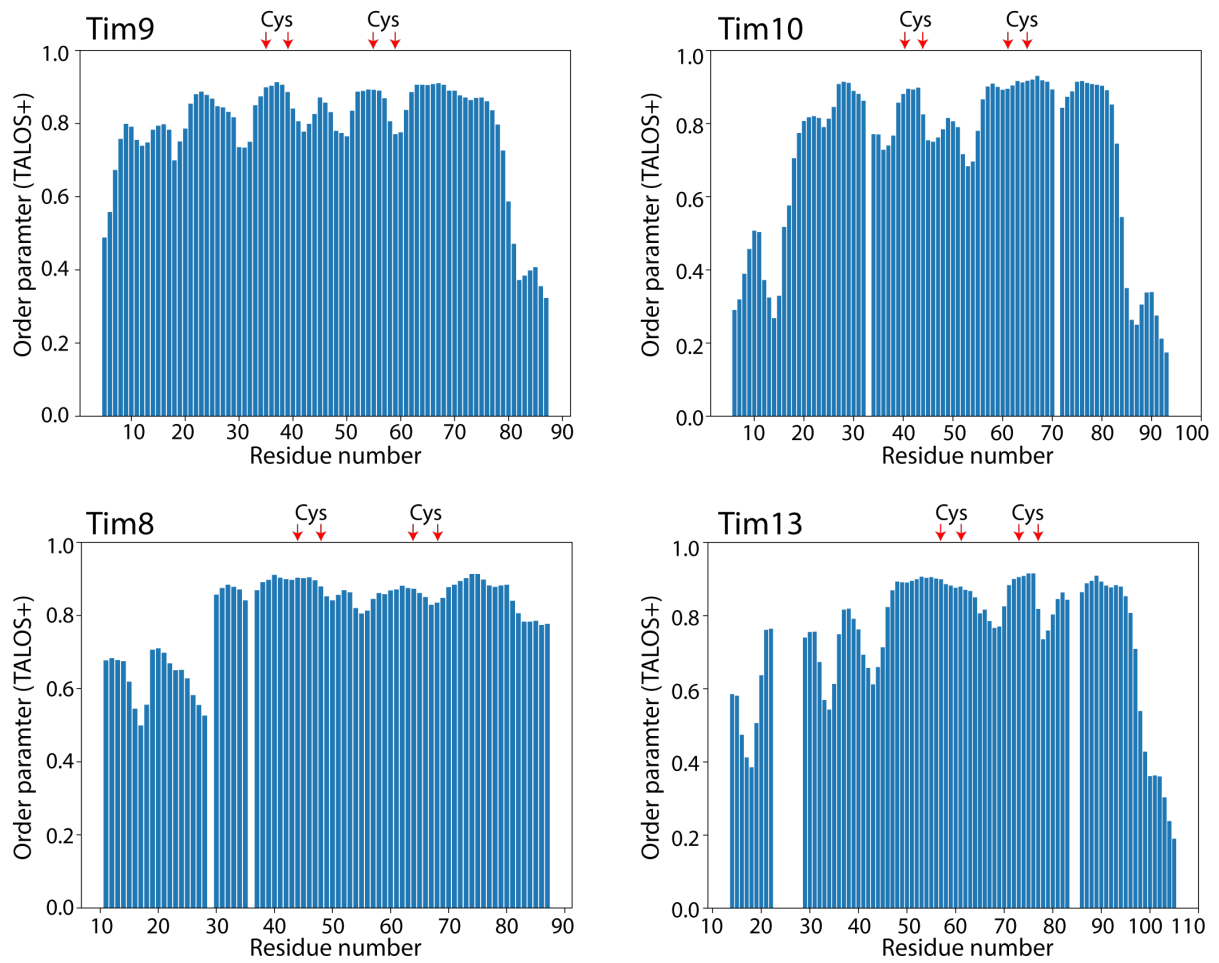 Tim9
Cys Cys
1.0
0.8
0.6
0.4
0.2
0.0
Order paramter (TALOS+)
10 20 30 40 50 60 70 80 90
Residue number
Tim10
Cys Cys
1.0
0.8
0.6
0.4
0.2
0.0
Order paramter (TALOS+)
10 20 30 40 50 60 70 80 90 100
Residue number
Tim8
Cys Cys
1.0
0.8
0.6
0.4
0.2
0.0
Order paramter (TALOS+)
10 20 30 40 50 60 70 80 90
Residue number
Tim13
Cys Cys
1.0
0.8
0.6
0.4
0.2
0.0
Order paramter (TALOS+)
10 20 30 40 50 60 70 80 90 100 110
Residue number